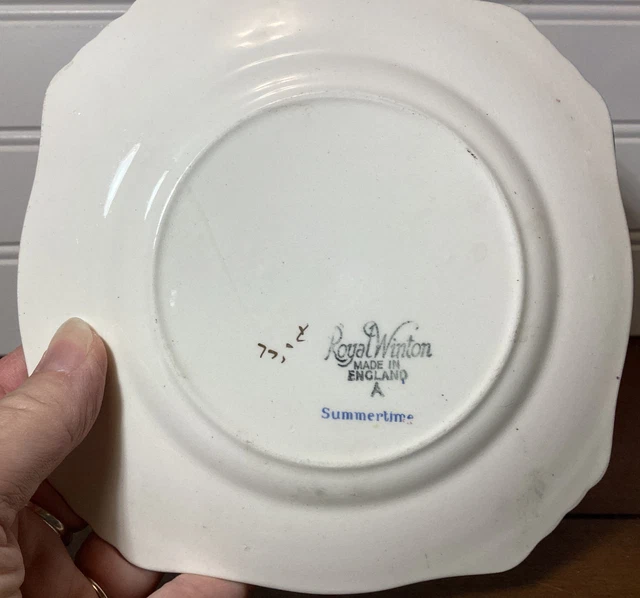 Royal Winton
MADE IN
ENGLAND
A
Summertime